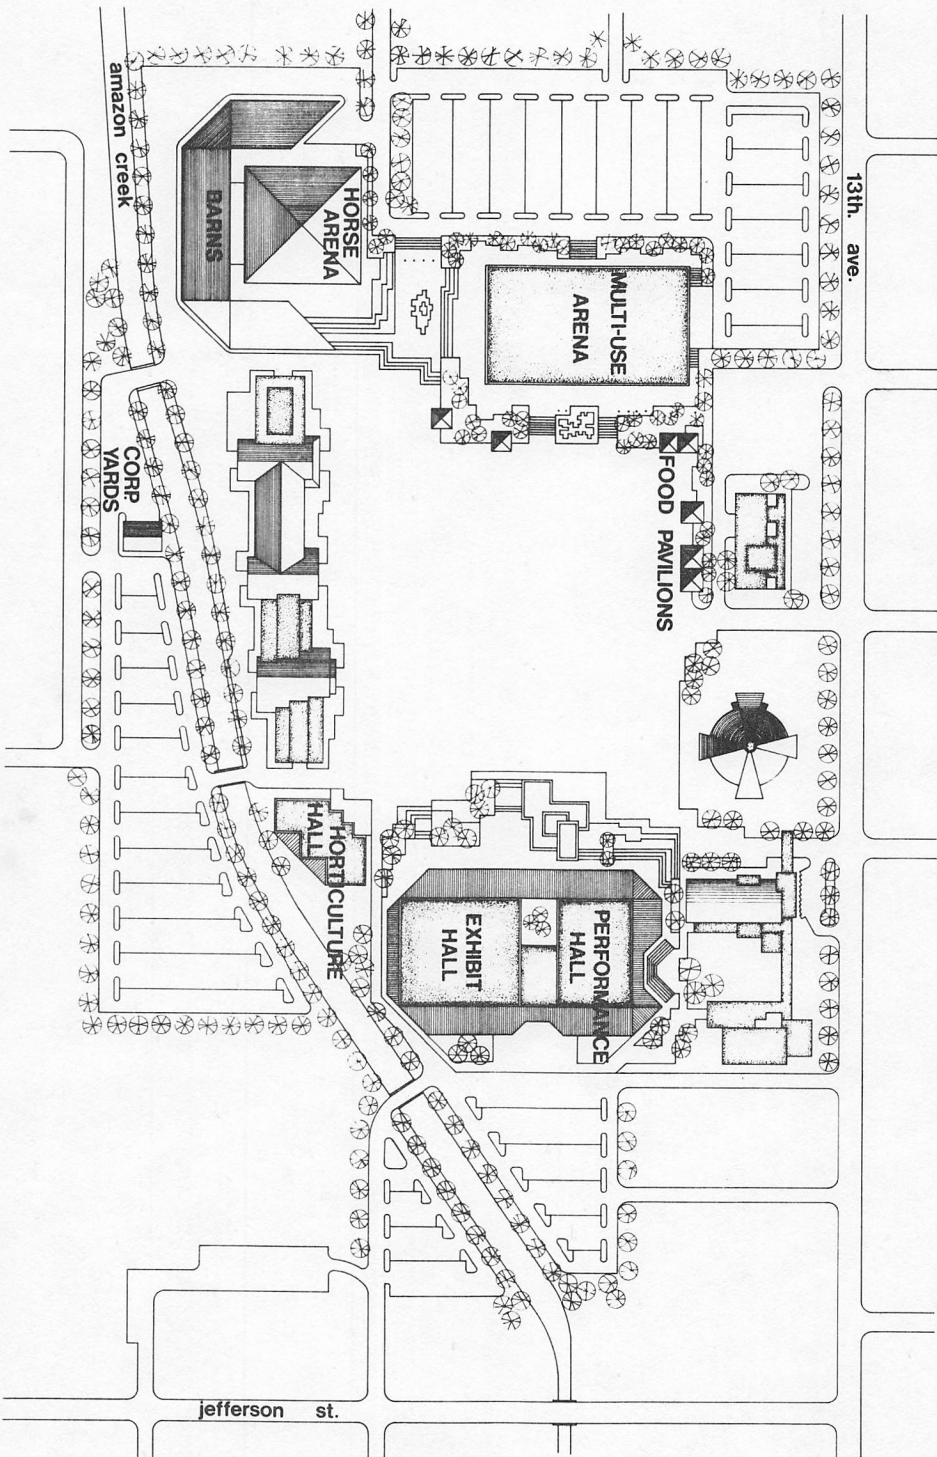 amazon creek
13th. ave.
BARNS
HORSE
ARENA
MULTI-USE
ARENA
CORP.
YARDS
FOOD PAVILIONS
HORTICULTURE
HALL
EXHIBIT
HALL
PERFORMANCE
HALL
jefferson st.